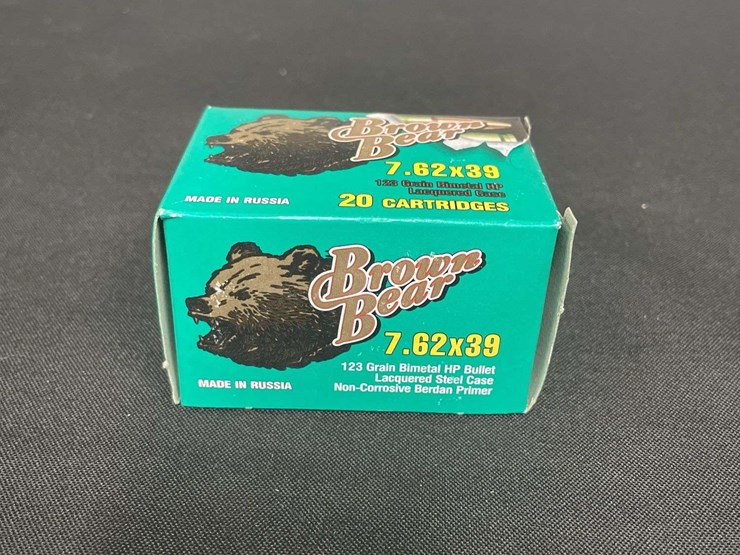 Brown
Bear
7.62x39
123 Grain Bimetal HP
Lacquered Case
MADE IN RUSSIA
20 CARTRIDGES
Brown
Bear
7.62x39
123 Grain Bimetal HP Bullet
Lacquered Steel Case
Non-Corrosive Berdan Primer
MADE IN RUSSIA